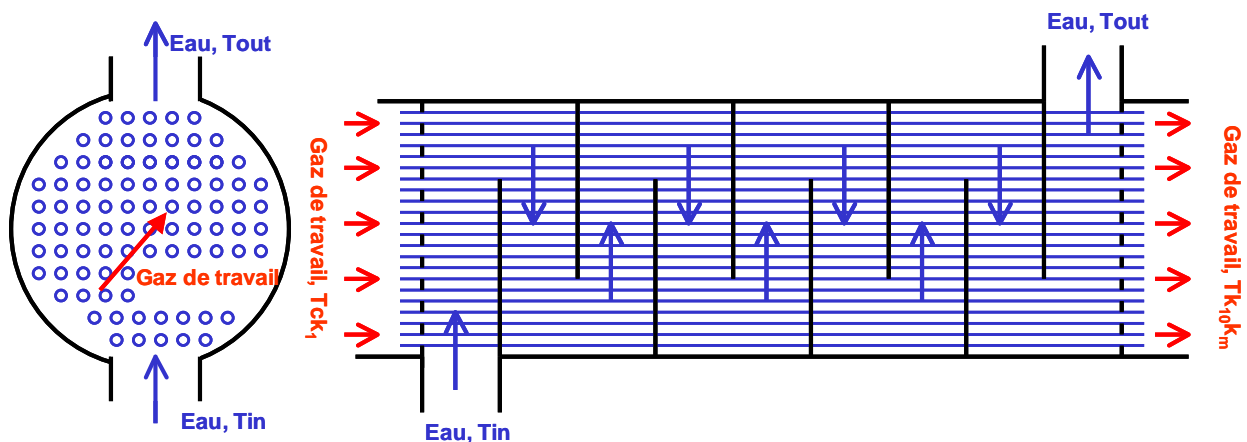 Eau, Tout
Gaz de travail
Eau, Tin
Eau, Tout
Gaz de travail, Tck₁
Gaz de travail, Tk₁₀kₘ
Eau, Tin